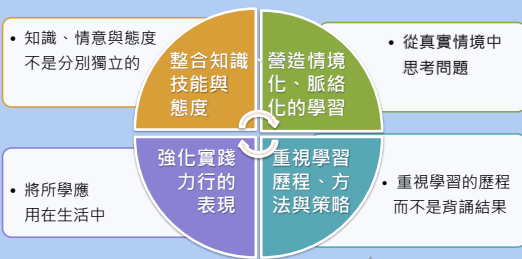 • 知識、情意與態度
不是分別獨立的
整合知識、
技能與
態度
營造情境
化、脈絡
化的學習
• 從真實情境中
思考問題
• 將所學應
用在生活中
強化實踐
力行的
表現
重視學習
歷程、方
法與策略
• 重視學習的歷程
而不是背誦結果